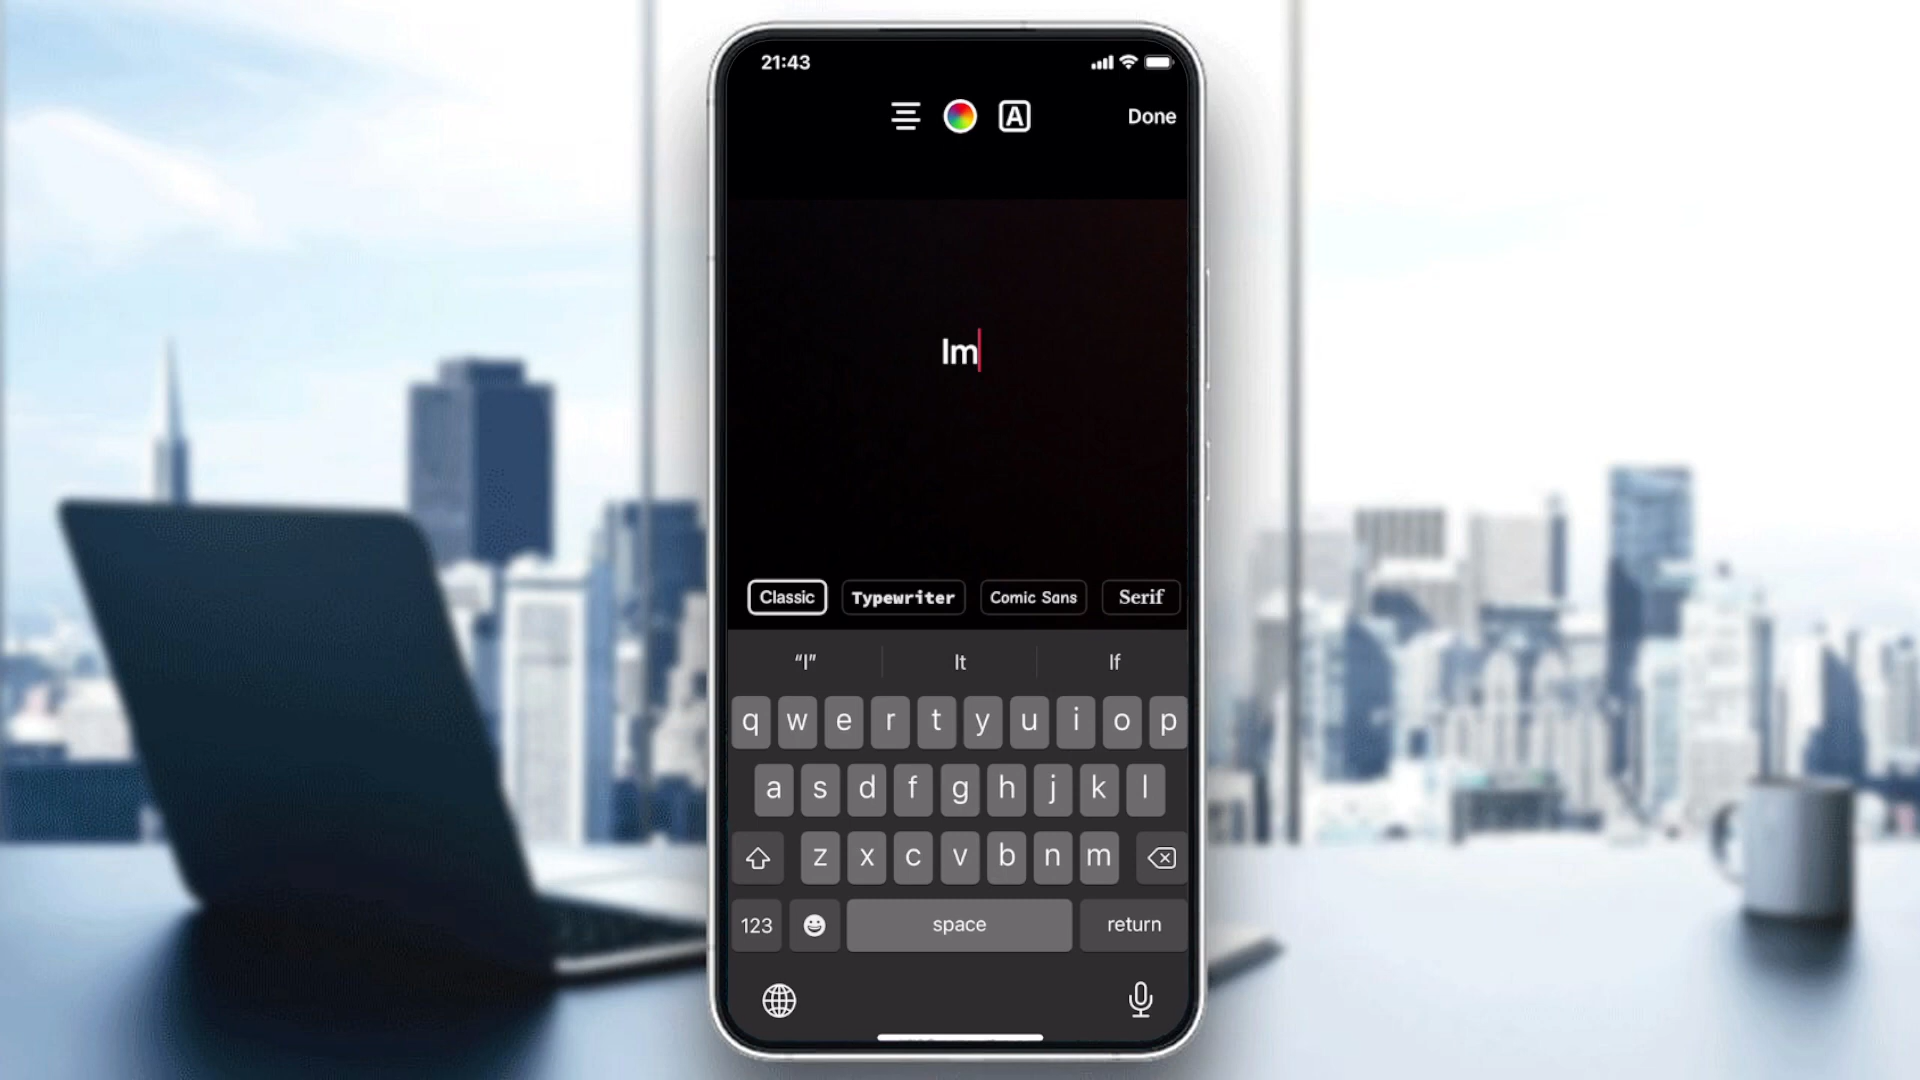 21:43
A Done
Im
Classic Typewriter Comic Sans Serif
“I” It If
q w e r t y u i o p
a s d f g h j k l
z x c v b n m
123 space return